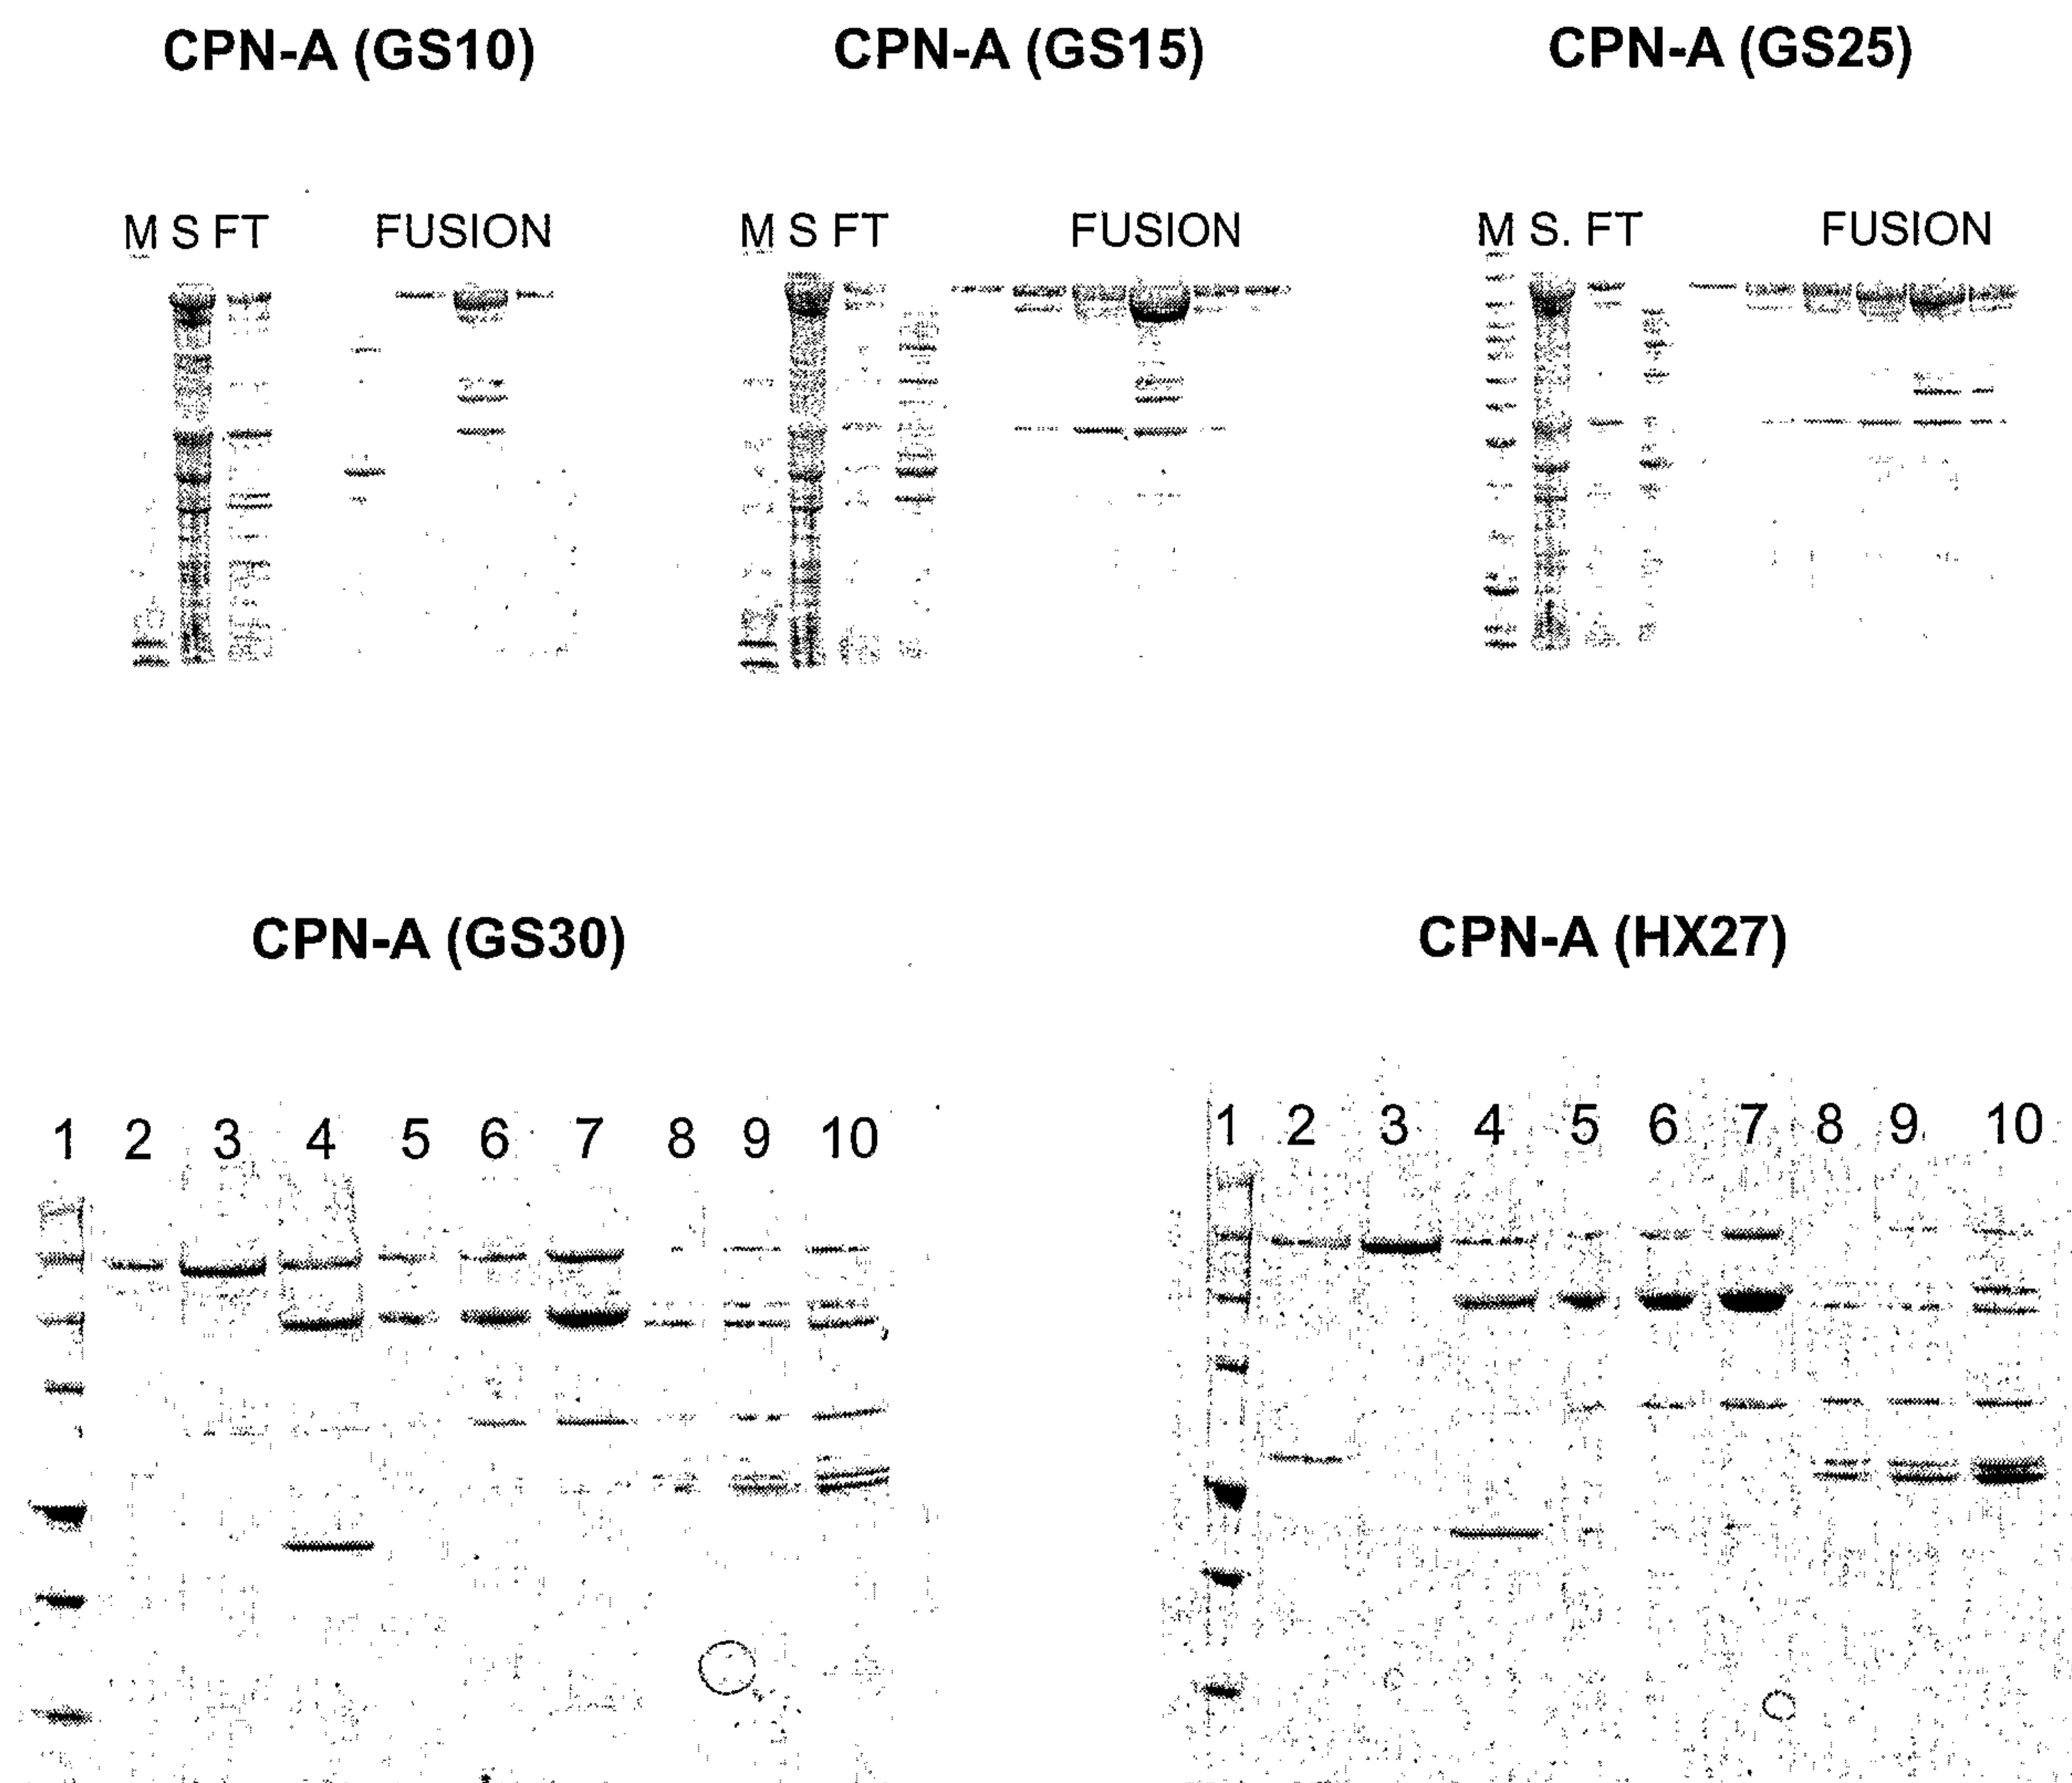 CPN-A (GS10) CPN-A (GS15) CPN-A (GS25)
M S FT FUSION M S FT FUSION M S. FT FUSION
CPN-A (GS30) CPN-A (HX27)
1 2 3 4 5 6 7 8 9 10 1 2 3 4 5 6 7 8 9 10